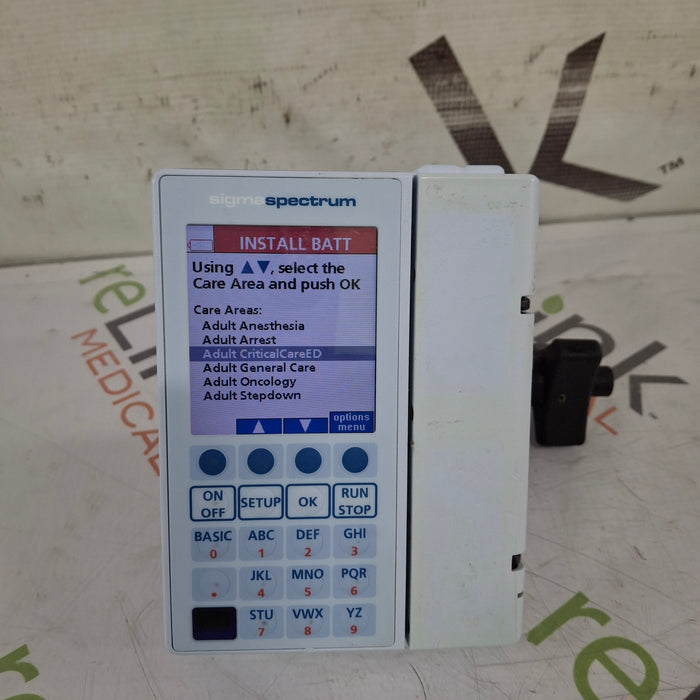 TM
sigmaspectrum
INSTALL BATT
Using ▲▼, select the
Care Area and push OK
Care Areas:
Adult Anesthesia
Adult Arrest
Adult CriticalCareED
Adult General Care
Adult Oncology
Adult Stepdown
▲ ▼ options
menu
ON
OFF
SETUP
OK
RUN
STOP
BASIC ABC DEF GHI
0 1 2 3
JKL MNO PQR
. 4 5 6
STU VWX YZ
7 8 9
MEDICAL